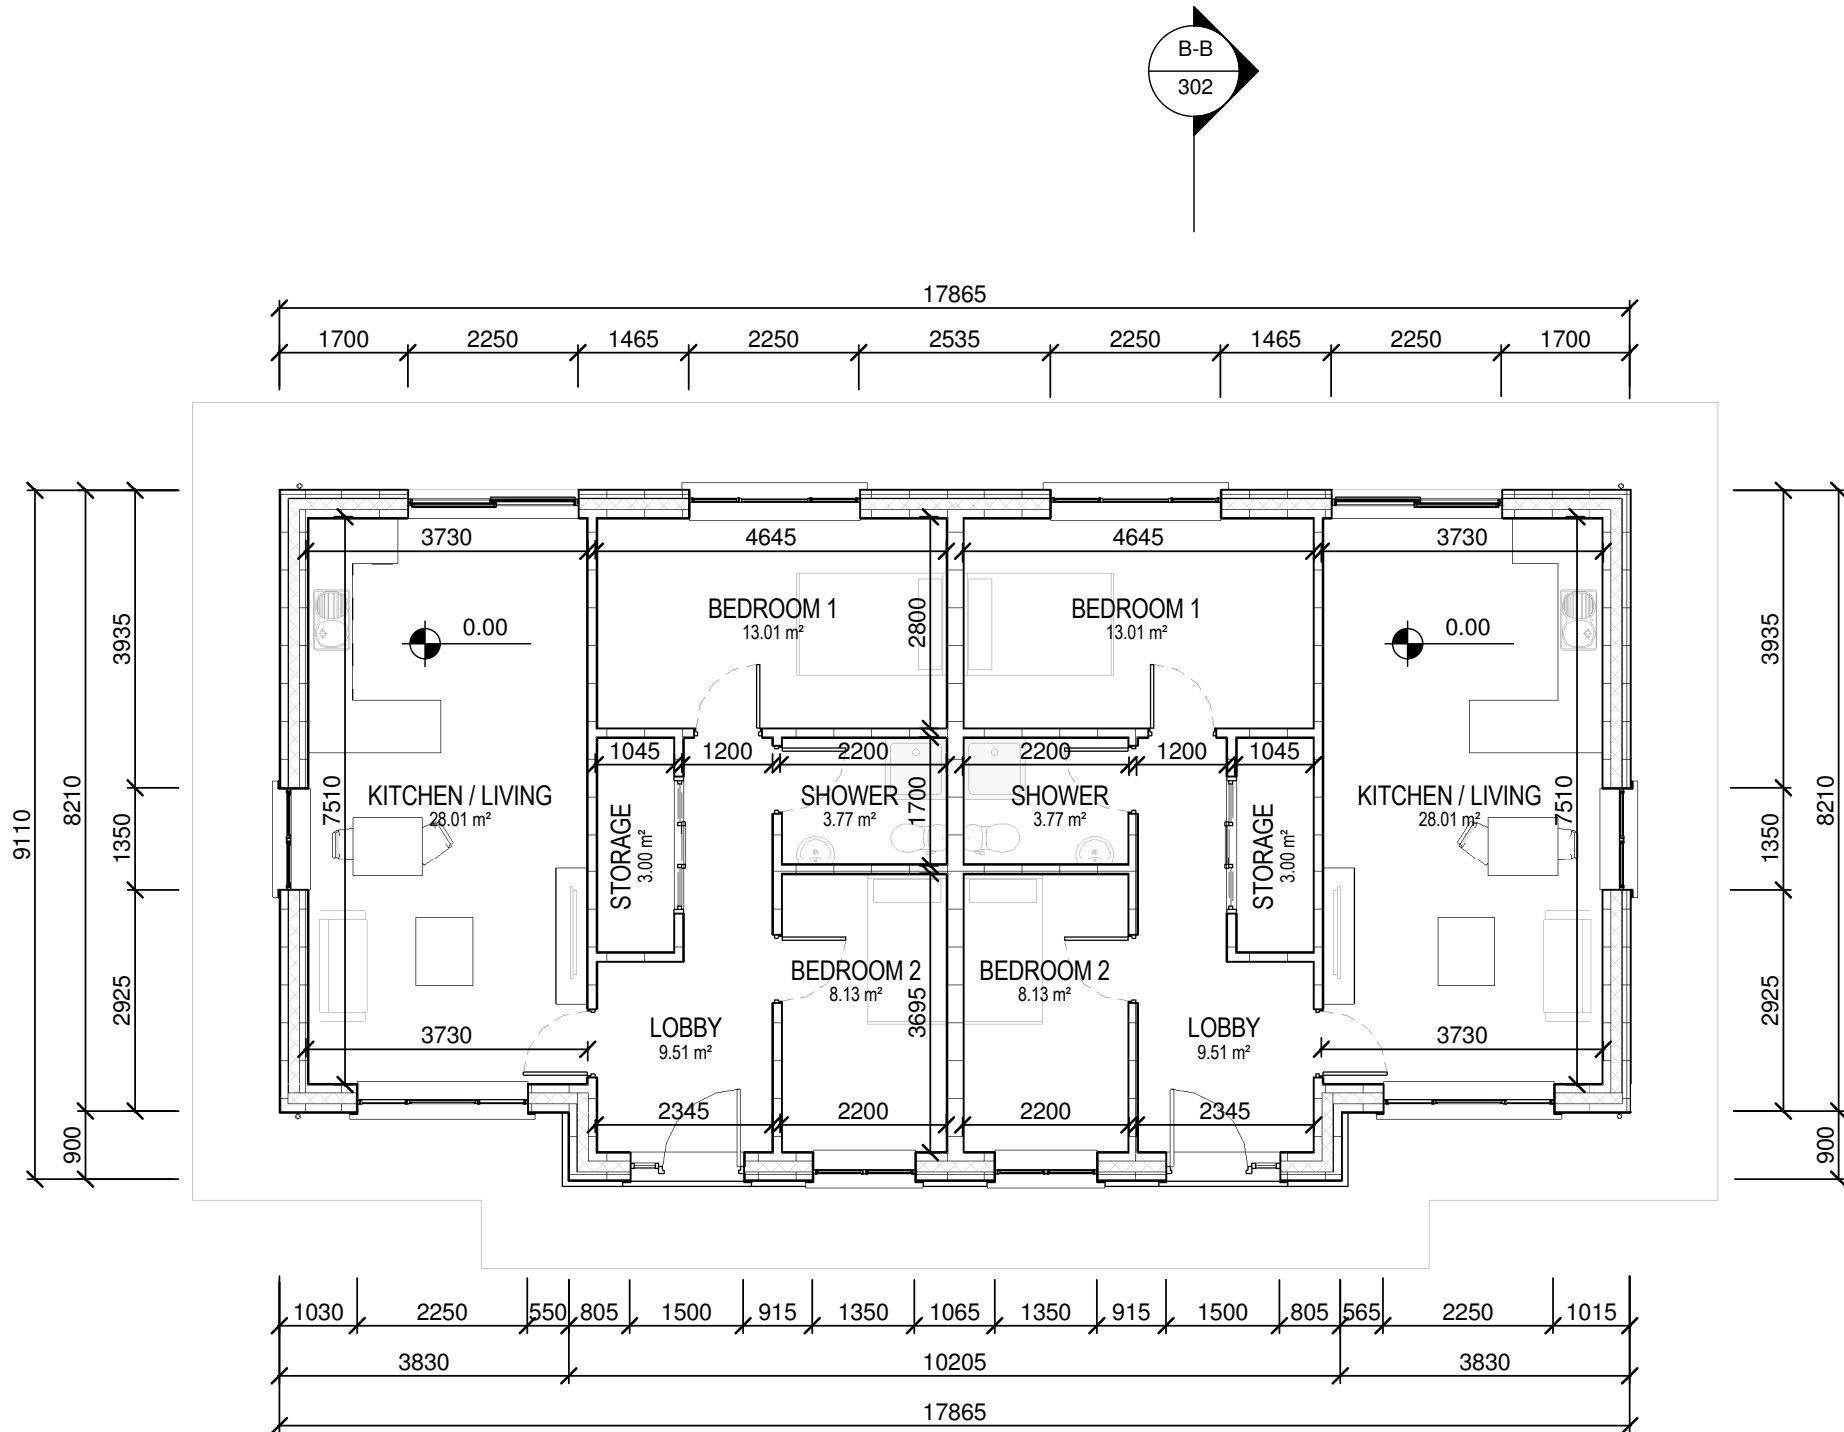 B-B
302
17865
1700 2250 1465 2250 2535 2250 1465 2250 1700
3730 4645 4645 3730
BEDROOM 1 BEDROOM 1
13.01 m² 13.01 m²
2800
0.00 0.00
3935 3935
1045 1200 2200 2200 1200 1045
KITCHEN / LIVING SHOWER SHOWER KITCHEN / LIVING
28.01 m² 3.77 m² 3.77 m² 28.01 m²
7510 1700 7510
9110 8210 1350 1350 8210
STORAGE STORAGE
3.00 m² 3.00 m²
BEDROOM 2 BEDROOM 2
8.13 m² 8.13 m²
2925 3695 2925
LOBBY LOBBY
9.51 m² 9.51 m²
3730 3730
2345 2200 2200 2345
900 900
1030 2250 550 805 1500 915 1350 1065 1350 915 1500 805 565 2250 1015
3830 10205 3830
17865